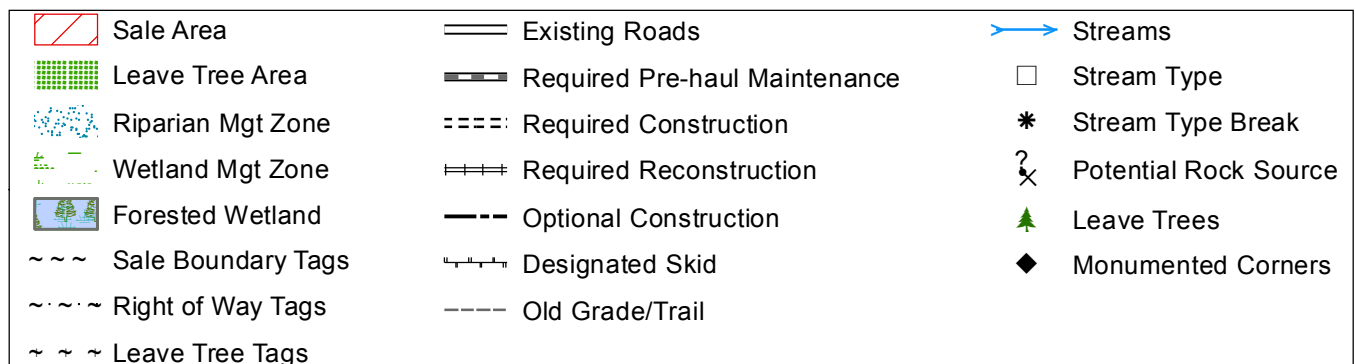 Sale Area
Leave Tree Area
Riparian Mgt Zone
Wetland Mgt Zone
Forested Wetland
Sale Boundary Tags
Right of Way Tags
Leave Tree Tags
Existing Roads
Required Pre-haul Maintenance
Required Construction
Required Reconstruction
Optional Construction
Designated Skid
Old Grade/Trail
Streams
Stream Type
Stream Type Break
?
Potential Rock Source
Leave Trees
Monumented Corners